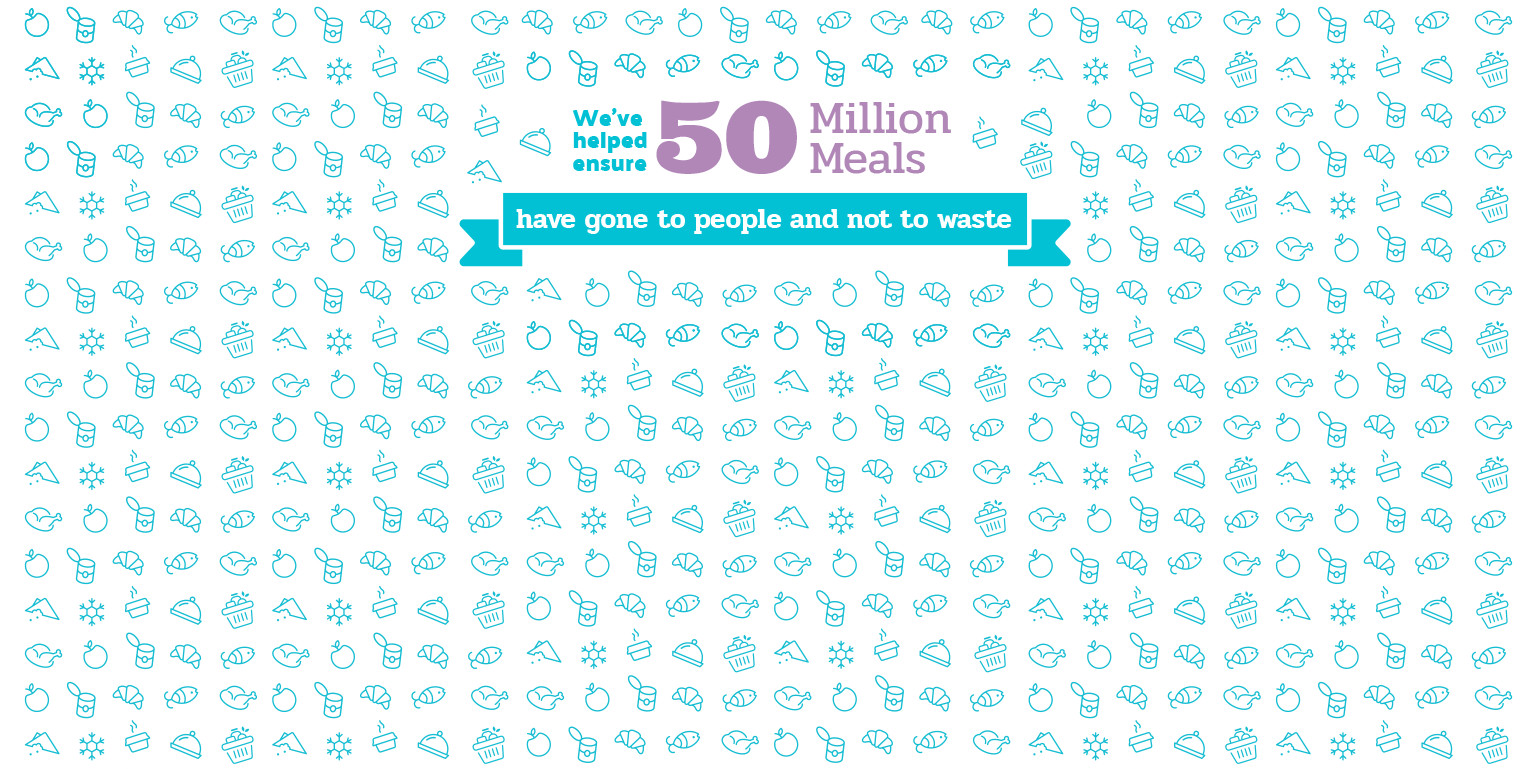 We've
helped
ensure
50
Million
Meals
have gone to people and not to waste